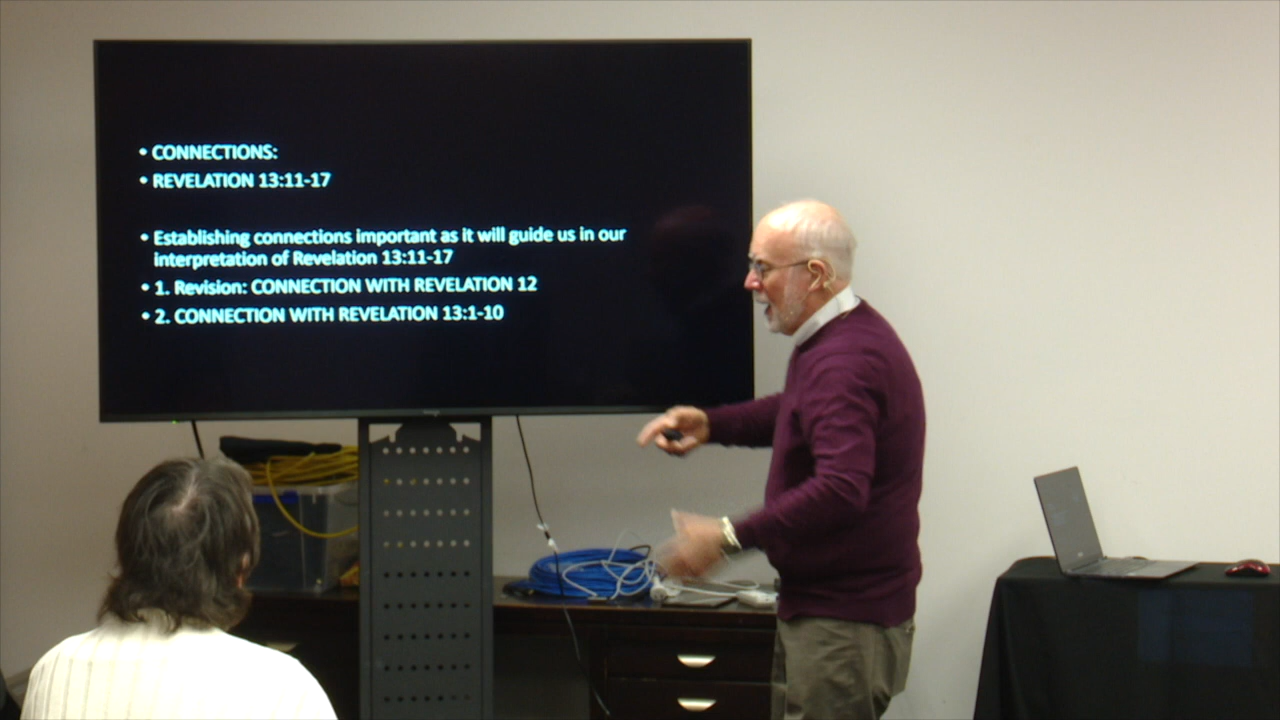 • CONNECTIONS:
• REVELATION 13:11-17
• Establishing connections important as it will guide us in our
interpretation of Revelation 13:11-17
• 1. Revision: CONNECTION WITH REVELATION 12
• 2. CONNECTION WITH REVELATION 13:1-10